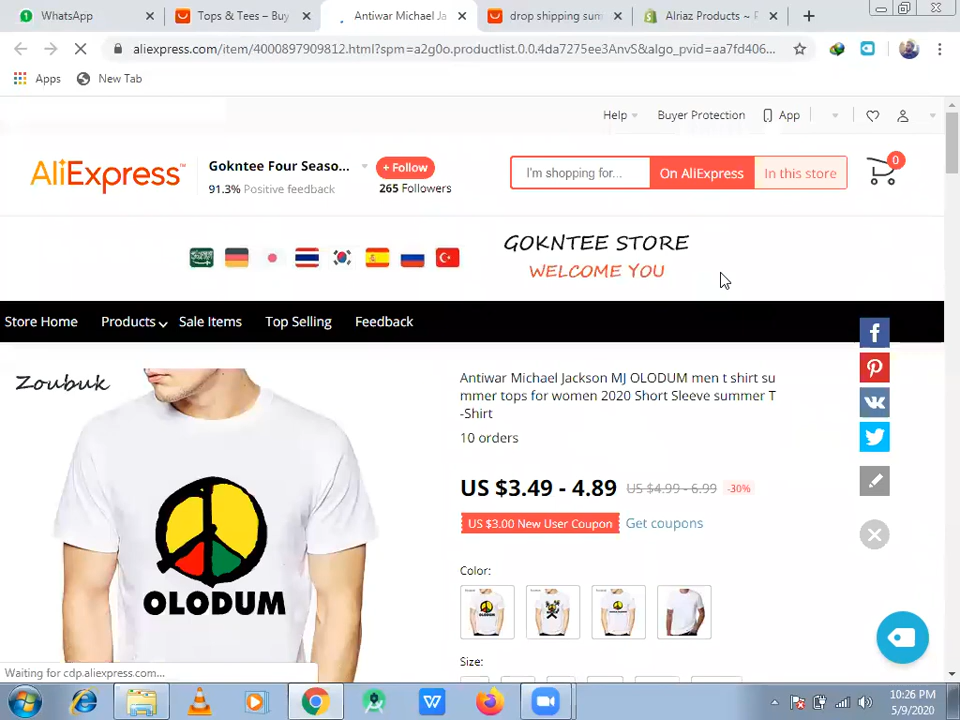 WhatsApp
Tops & Tees – Buy
Antiwar Michael Ja
drop shipping sum
Alriaz Products ~ P
aliexpress.com/item/4000897909812.html?spm=a2g0o.productlist.0.0.4da7275ee3AnvS&algo_pvid=aa7fd406...
Apps
New Tab
Help
Buyer Protection
App
AliExpress™
Gokntee Four Seaso...
+ Follow
91.3% Positive feedback
265 Followers
I'm shopping for...
On AliExpress
In this store
0
GOKNTEE STORE
WELCOME YOU
Store Home
Products
Sale Items
Top Selling
Feedback
Zoubuk
OLODUM
Antiwar Michael Jackson MJ OLODUM men t shirt su
mmer tops for women 2020 Short Sleeve summer T
-Shirt
10 orders
US $3.49 - 4.89
US $4.99 - 6.99
-30%
US $3.00 New User Coupon
Get coupons
Color:
Size:
Waiting for cdp.aliexpress.com...
10:26 PM
5/9/2020